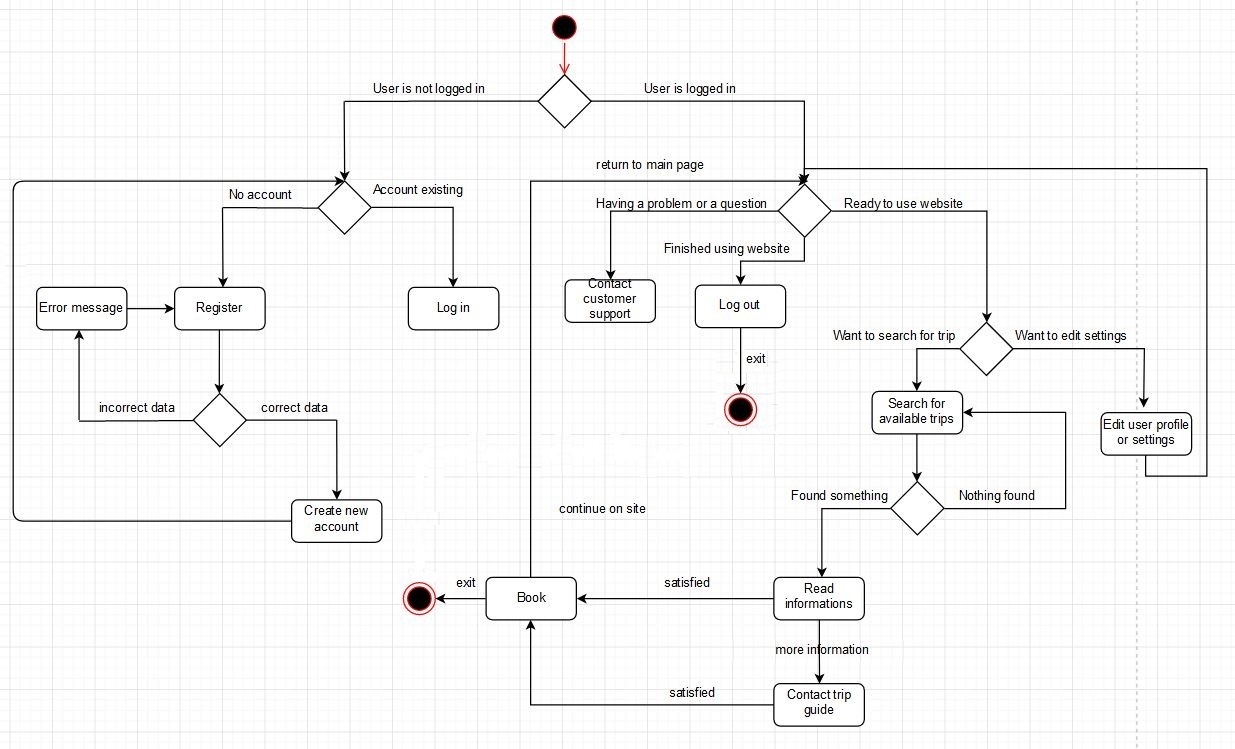 User is not logged in
User is logged in
return to main page
No account
Account existing
Having a problem or a question
Ready to use website
Finished using website
Error message
Register
Log in
Contact
customer
support
Log out
Want to search for trip
Want to edit settings
exit
incorrect data
correct data
Search for
available trips
Edit user profile
or settings
Found something
Nothing found
Create new
account
continue on site
exit
Book
satisfied
Read
informations
more information
satisfied
Contact trip
guide